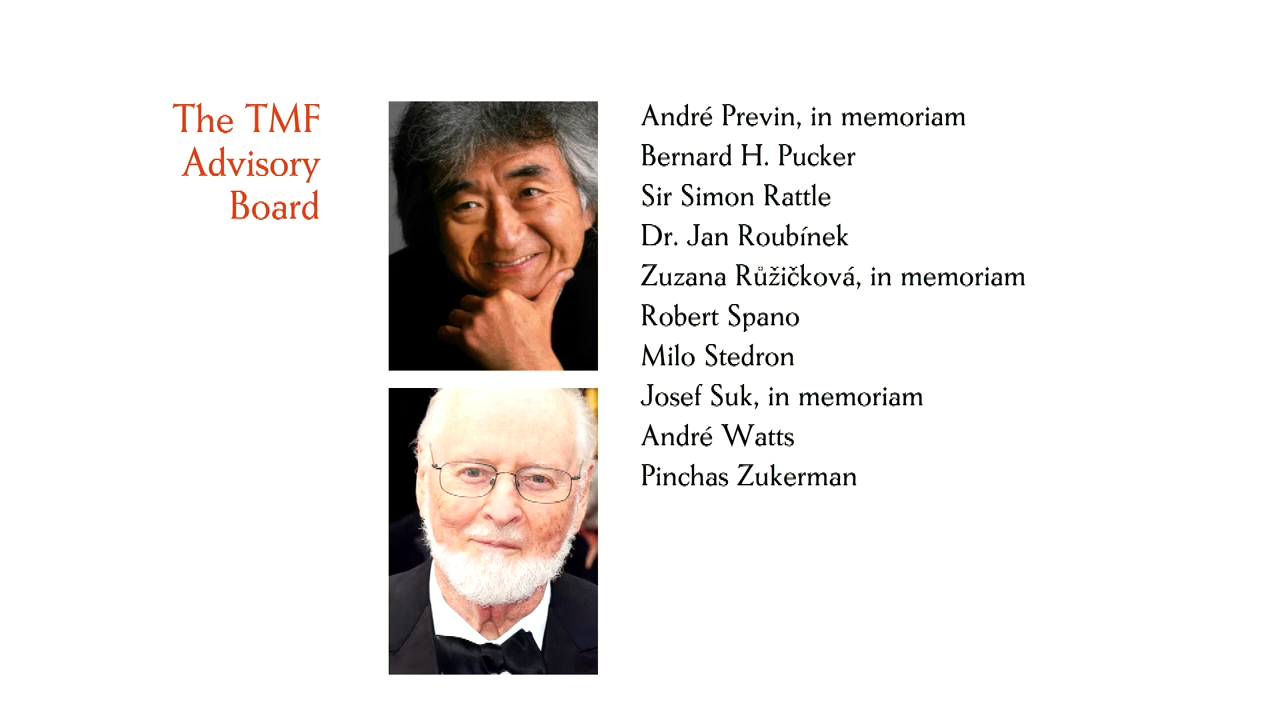 The TMF
Advisory
Board
André Previn, in memoriam
Bernard H. Pucker
Sir Simon Rattle
Dr. Jan Roubínek
Zuzana Růžičková, in memoriam
Robert Spano
Milo Stedron
Josef Suk, in memoriam
André Watts
Pinchas Zukerman